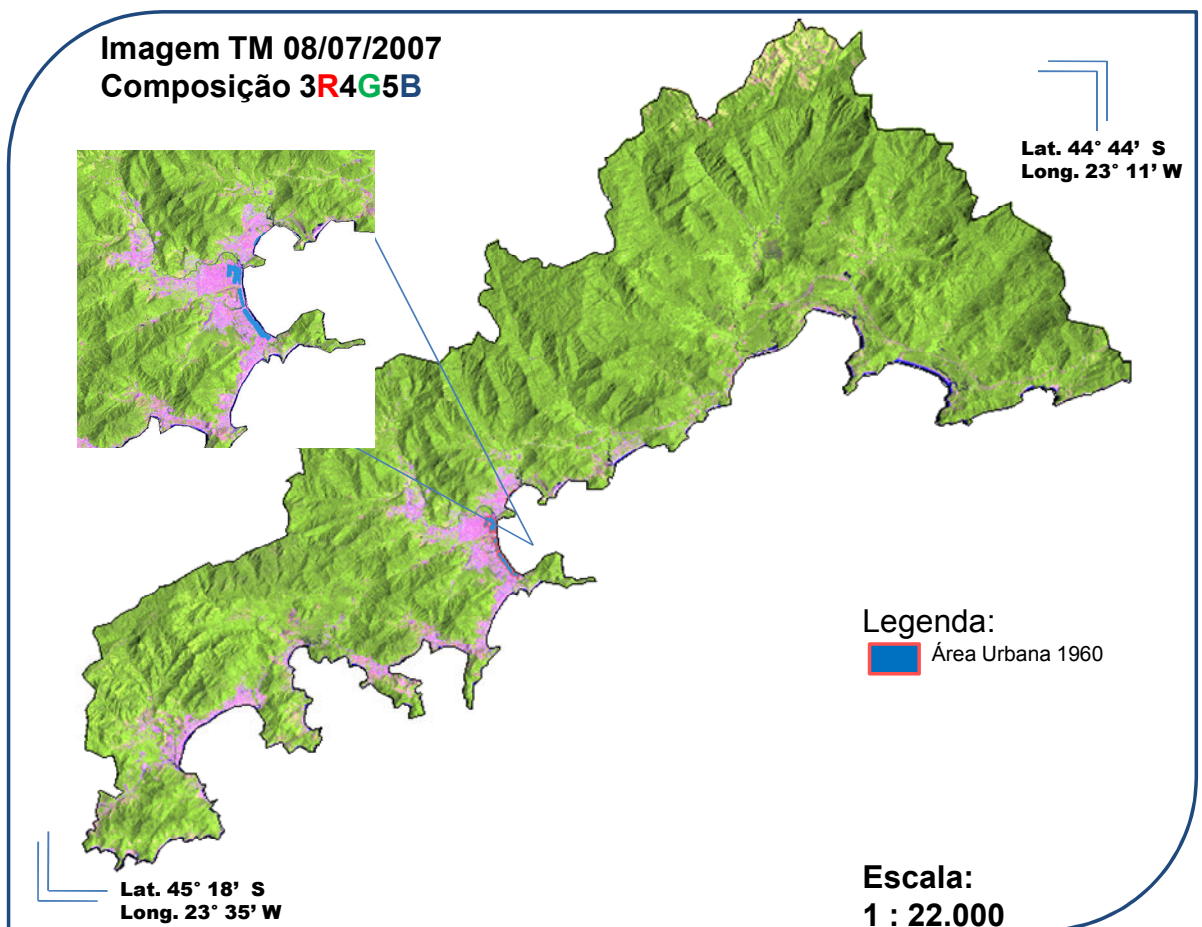 Imagem TM 08/07/2007
Composição 3R4G5B
Lat. 44° 44’ S
Long. 23° 11’ W
Legenda:
Área Urbana 1960
Lat. 45° 18’ S
Long. 23° 35’ W
Escala:
1 : 22.000